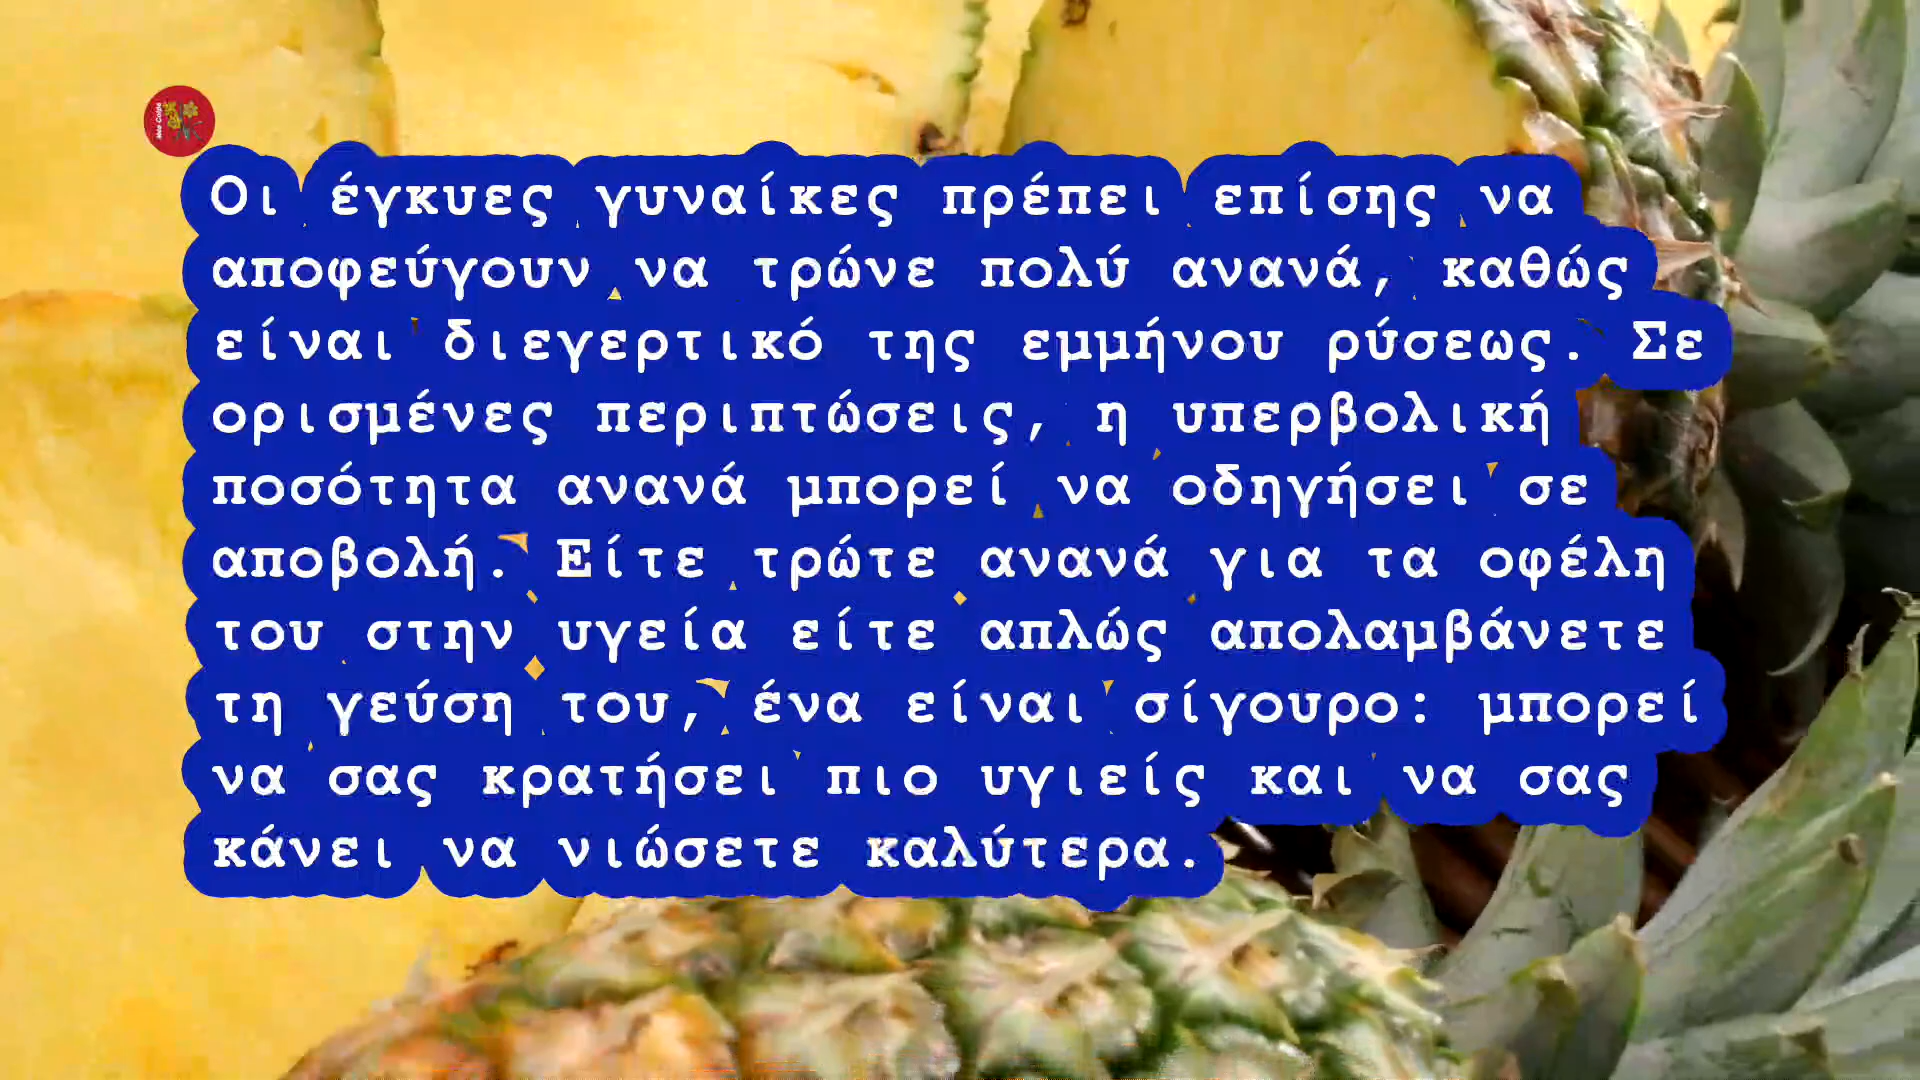 Οι έγκυες γυναίκες πρέπει επίσης να
αποφεύγουν να τρώνε πολύ ανανά, καθώς
είναι διεγερτικό της εμμήνου ρύσεως. Σε
ορισμένες περιπτώσεις, η υπερβολική
ποσότητα ανανά μπορεί να οδηγήσει σε
αποβολή. Είτε τρώτε ανανά για τα οφέλη
του στην υγεία είτε απλώς απολαμβάνετε
τη γεύση του, ένα είναι σίγουρο: μπορεί
να σας κρατήσει πιο υγιείς και να σας
κάνει να νιώσετε καλύτερα.